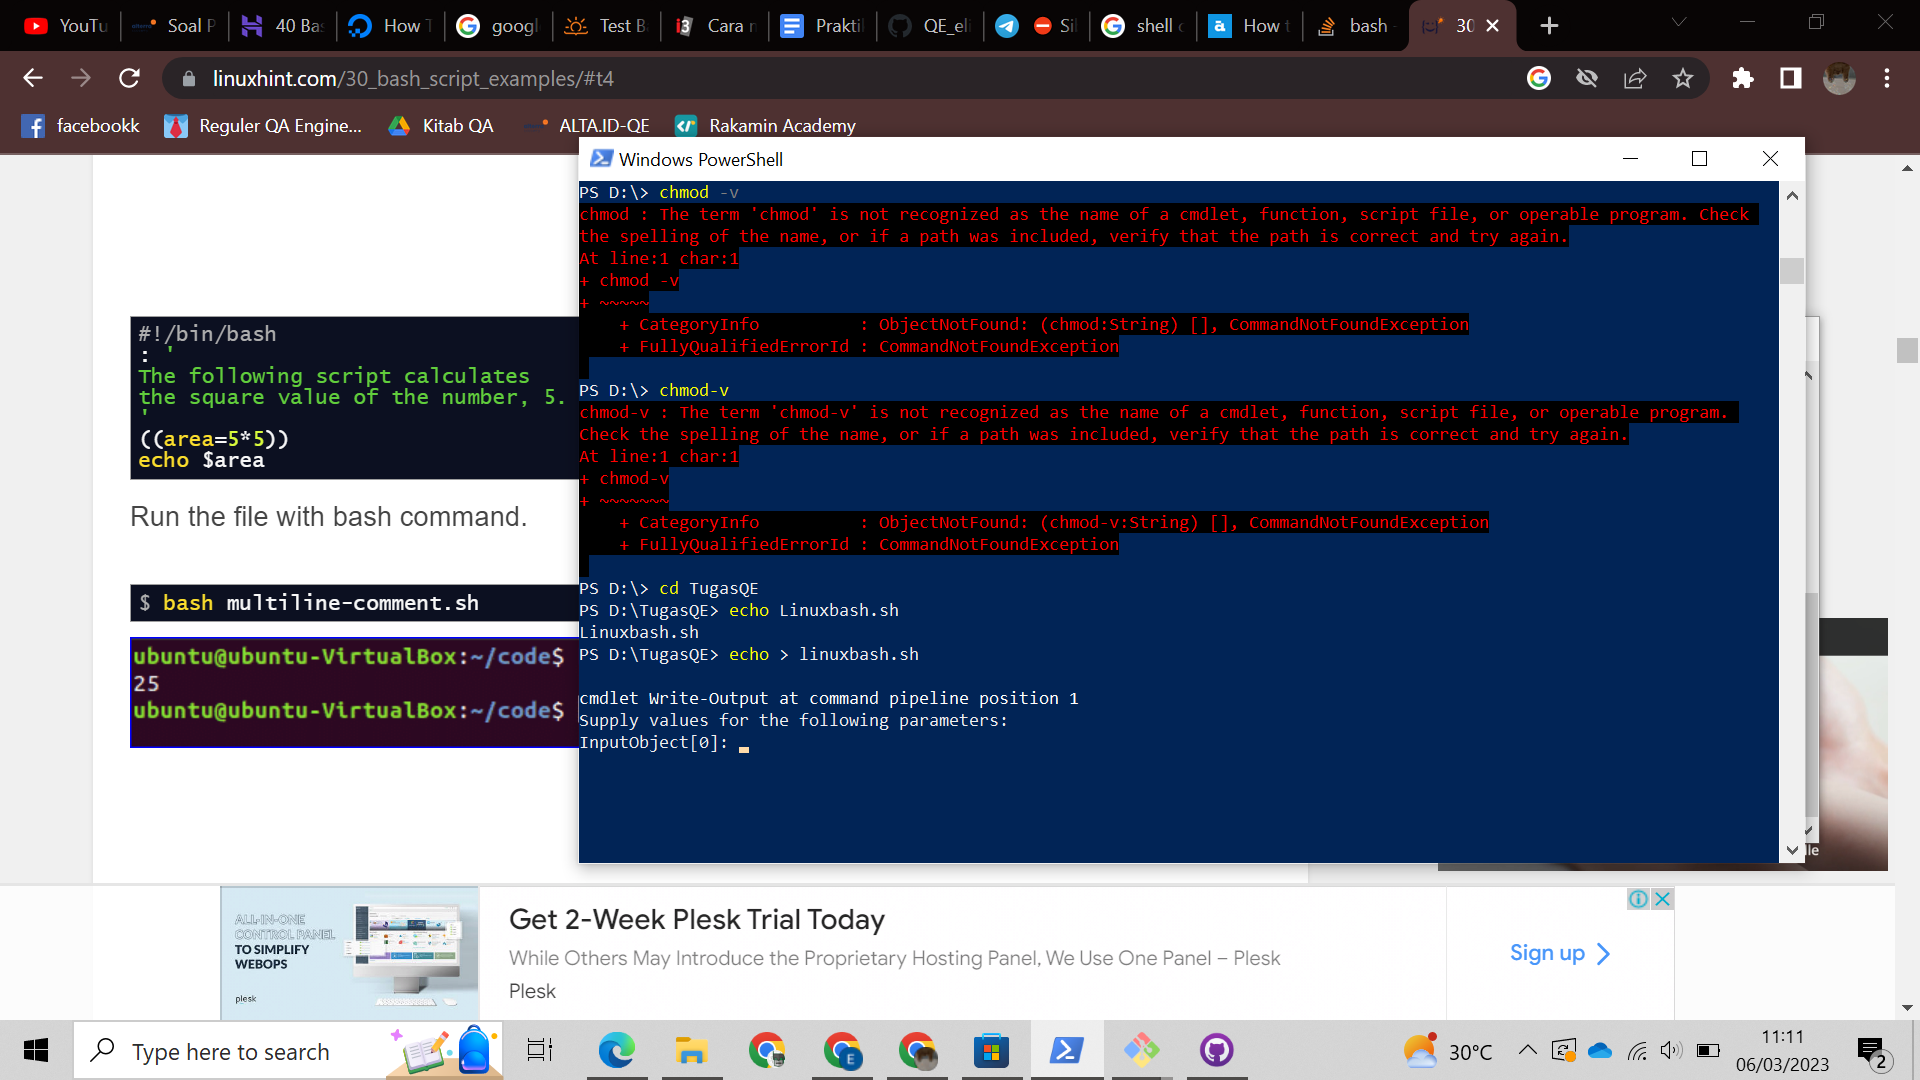 YouTu
Soal P
40 Ba
How T
googl
Test B
Cara r
Prakti
QE_eli
Sil
shell
How t
bash
30
linuxhint.com/30_bash_script_examples/#t4
facebookk
Reguler QA Engine...
Kitab QA
ALTA.ID-QE
Rakamin Academy
#!/bin/bash
: '
The following script calculates
the square value of the number, 5.
'
((area=5*5))
echo $area
Run the file with bash command.
$ bash multiline-comment.sh
ubuntu@ubuntu-VirtualBox:~/code$
25
ubuntu@ubuntu-VirtualBox:~/code$
Windows PowerShell
PS D:\> chmod -v
chmod : The term 'chmod' is not recognized as the name of a cmdlet, function, script file, or operable program. Check
the spelling of the name, or if a path was included, verify that the path is correct and try again.
At line:1 char:1
+ chmod -v
+ ~~~~~
+ CategoryInfo          : ObjectNotFound: (chmod:String) [], CommandNotFoundException
+ FullyQualifiedErrorId : CommandNotFoundException
PS D:\> chmod-v
chmod-v : The term 'chmod-v' is not recognized as the name of a cmdlet, function, script file, or operable program.
Check the spelling of the name, or if a path was included, verify that the path is correct and try again.
At line:1 char:1
+ chmod-v
+ ~~~~~~~
+ CategoryInfo          : ObjectNotFound: (chmod-v:String) [], CommandNotFoundException
+ FullyQualifiedErrorId : CommandNotFoundException
PS D:\> cd TugasQE
PS D:\TugasQE> echo Linuxbash.sh
Linuxbash.sh
PS D:\TugasQE> echo > linuxbash.sh
cmdlet Write-Output at command pipeline position 1
Supply values for the following parameters:
InputObject[0]:
lle
ALL-IN-ONE
CONTROL PANEL
TO SIMPLIFY
WEBOPS
plesk
Get 2-Week Plesk Trial Today
While Others May Introduce the Proprietary Hosting Panel, We Use One Panel – Plesk
Plesk
Sign up
Type here to search
E
30°C
11:11
06/03/2023
2